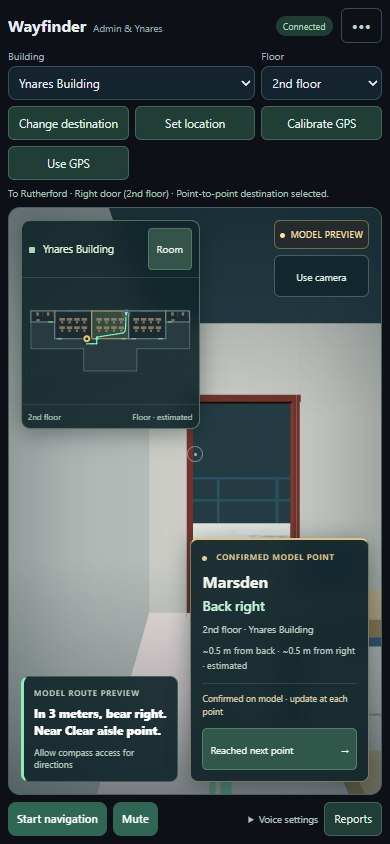 Wayfinder Admin & Ynares
Connected
•••
Building
Floor
Ynares Building
2nd floor
Change destination
Set location
Calibrate GPS
Use GPS
To Rutherford · Right door (2nd floor) · Point-to-point destination selected.
Ynares Building
Room
2nd floor
Floor · estimated
MODEL PREVIEW
Use camera
CONFIRMED MODEL POINT
Marsden
Back right
2nd floor · Ynares Building
~0.5 m from back · ~0.5 m from right
· estimated
Confirmed on model · update at each
point
Reached next point →
MODEL ROUTE PREVIEW
In 3 meters, bear right.
Near Clear aisle point.
Allow compass access for
directions
Start navigation
Mute
▶ Voice settings
Reports